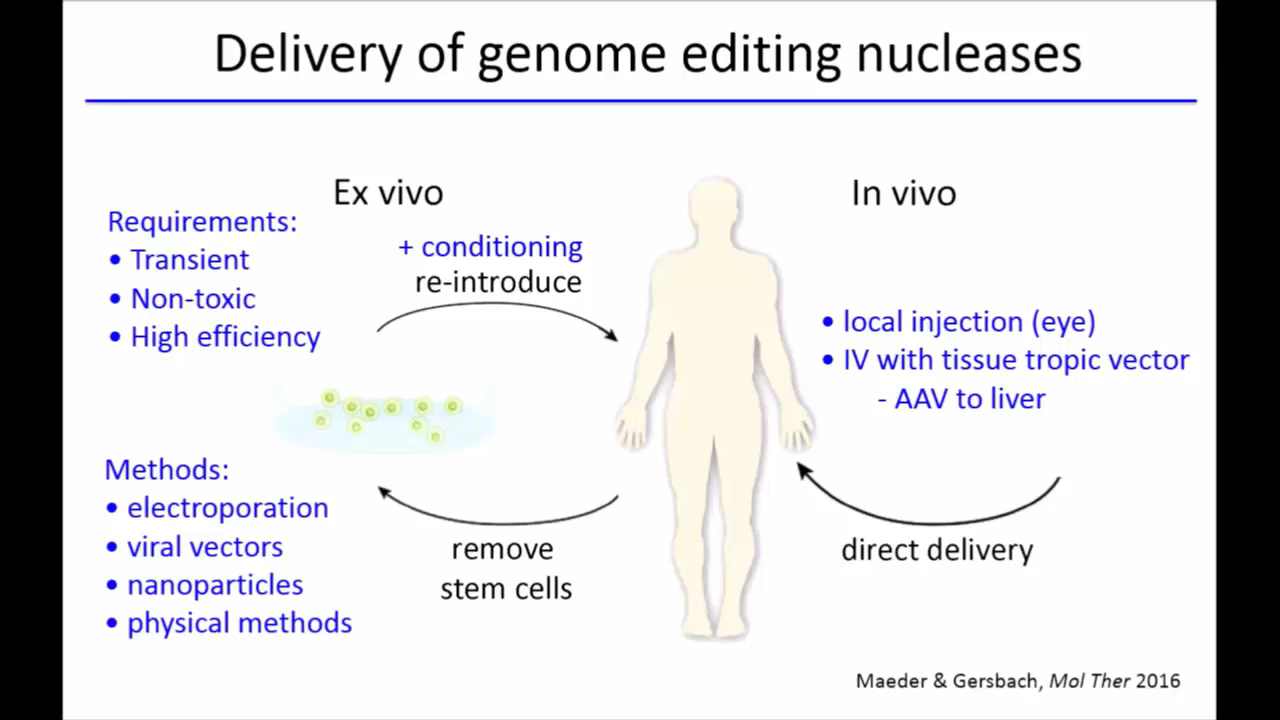 Delivery of genome editing nucleases
Ex vivo
Requirements:
• Transient
• Non-toxic
• High efficiency
+ conditioning
re-introduce
Methods:
• electroporation
• viral vectors
• nanoparticles
• physical methods
remove
stem cells
In vivo
• local injection (eye)
• IV with tissue tropic vector
- AAV to liver
direct delivery
Maeder & Gersbach, Mol Ther 2016